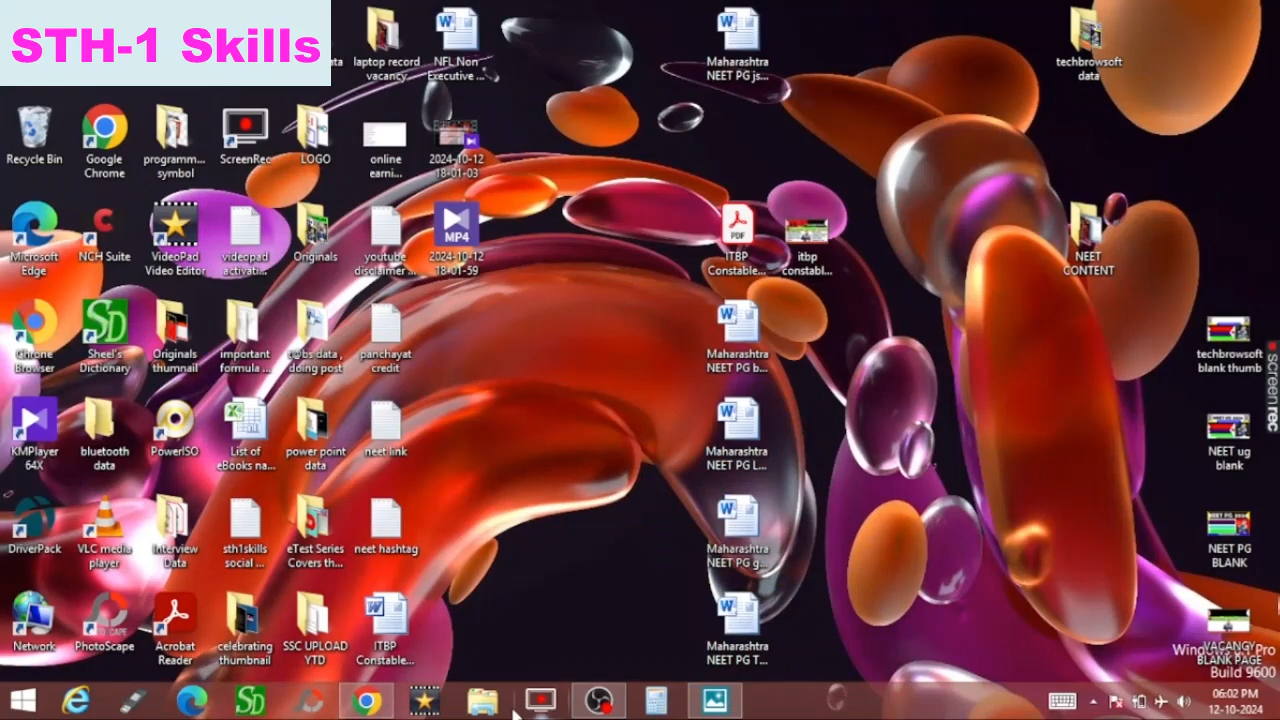 STH-1 Skills
ata
laptop record
vacancy
NFL Non
Executive ...
Maharashtra
NEET PG js...
techbrowsoft
data
Recycle Bin
Google
Chrome
programm...
symbol
ScreenRec
LOGO
online
earni...
2024-10-12
18-01-03
Microsoft
Edge
NCH Suite
VideoPad
Video Editor
videopad
activati...
Originals
youtube
disclaimer ...
MP4
2024-10-12
18-01-59
PDF
ITBP
Constable...
itbp
constabl...
NEET
CONTENT
Chrome
Browser
Sheel's
Dictionary
Originals
thumnail
important
formula ...
t@bs data ,
doing post
panchayat
credit
Maharashtra
NEET PG b...
techbrowsoft
blank thumb
screenrec
KMPlayer
64X
bluetooth
data
PowerISO
List of
eBooks na...
power point
data
neet link
Maharashtra
NEET PG L...
NEET ug
blank
DriverPack
VLC media
player
Interview
Data
sth1skills
social ...
eTest Series
Covers th...
neet hashtag
Maharashtra
NEET PG g...
NEET PG
BLANK
Network
PhotoScape
Acrobat
Reader
celebrating
thumbnail
SSC UPLOAD
YTD
ITBP
Constable...
Maharashtra
NEET PG T...
VACANCY
BLANK PAGE
Build 9600
06:02 PM
12-10-2024